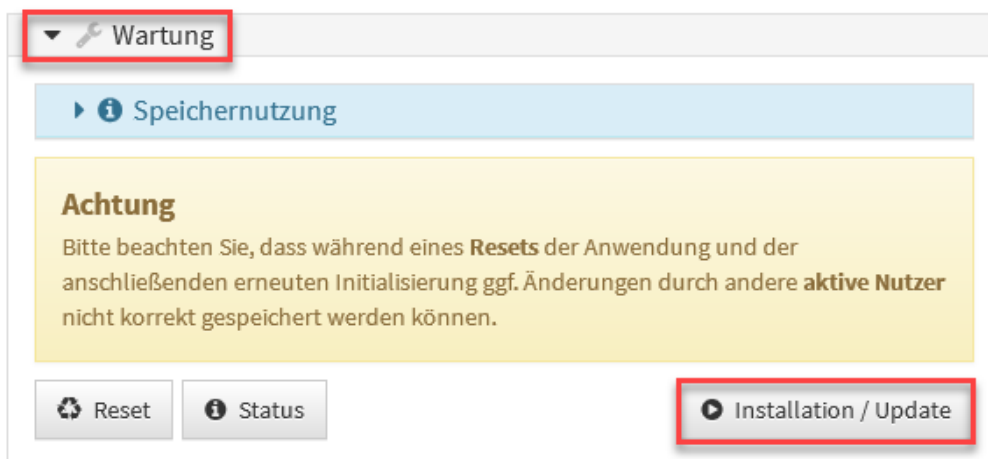 Wartung
Speichernutzung
Achtung
Bitte beachten Sie, dass während eines Resets der Anwendung und der
anschließenden erneuten Initialisierung ggf. Änderungen durch andere aktive Nutzer
nicht korrekt gespeichert werden können.
Reset Status Installation / Update